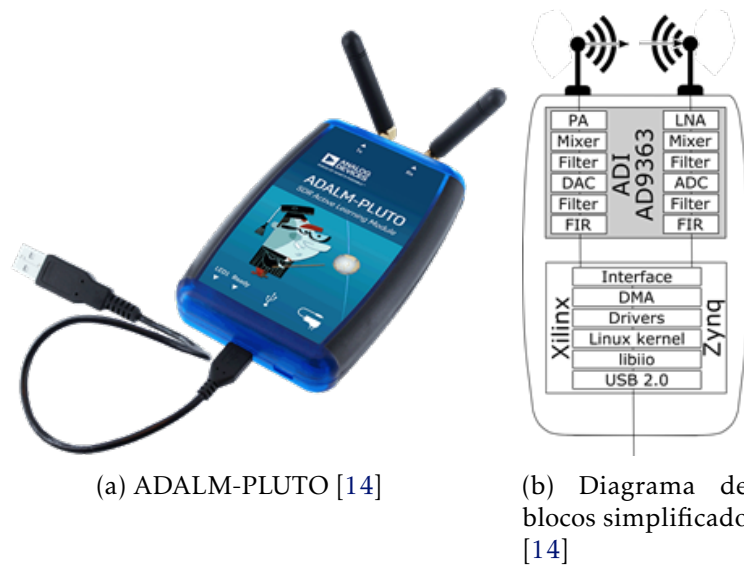 Tx
Rx
ANALOG
DEVICES
ADALM-PLUTO
SDR Active Learning Module
LED1 Ready
PA
Mixer
Filter
DAC
Filter
FIR
ADI
AD9363
LNA
Mixer
Filter
ADC
Filter
FIR
Xilinx
Interface
DMA
Drivers
Linux kernel
libiio
USB 2.0
Zynq
(a) ADALM-PLUTO [14]
(b) Diagrama de
blocos simplificado
[14]